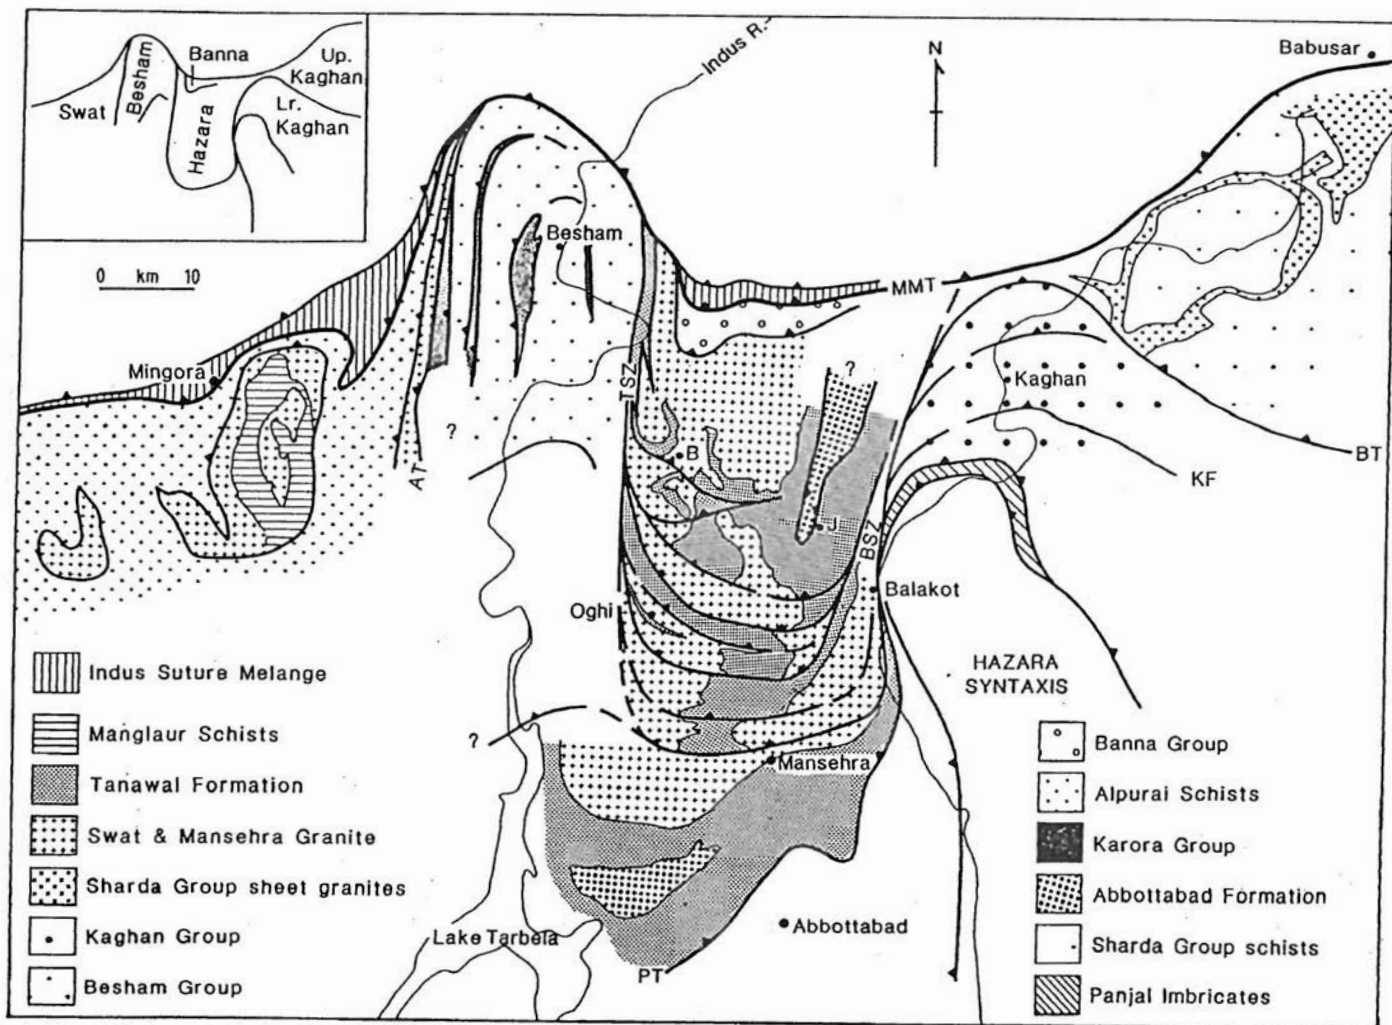 Banna
Up.
Kaghan
Besham
Swat
Hazara
Lr.
Kaghan
Indus R.
N
Babusar
0 km 10
Besham
MMT
Mingora
Kaghan
TSZ
?
?
B
AT
BT
KF
J
BSZ
Balakot
Oghi
HAZARA
SYNTAXIS
?
Mansehra
Abbottabad
Lake Tarbela
PT
Indus Suture Melange
Manglaur Schists
Tanawal Formation
Swat & Mansehra Granite
Sharda Group sheet granites
Kaghan Group
Besham Group
Banna Group
Alpurai Schists
Karora Group
Abbottabad Formation
Sharda Group schists
Panjal Imbricates